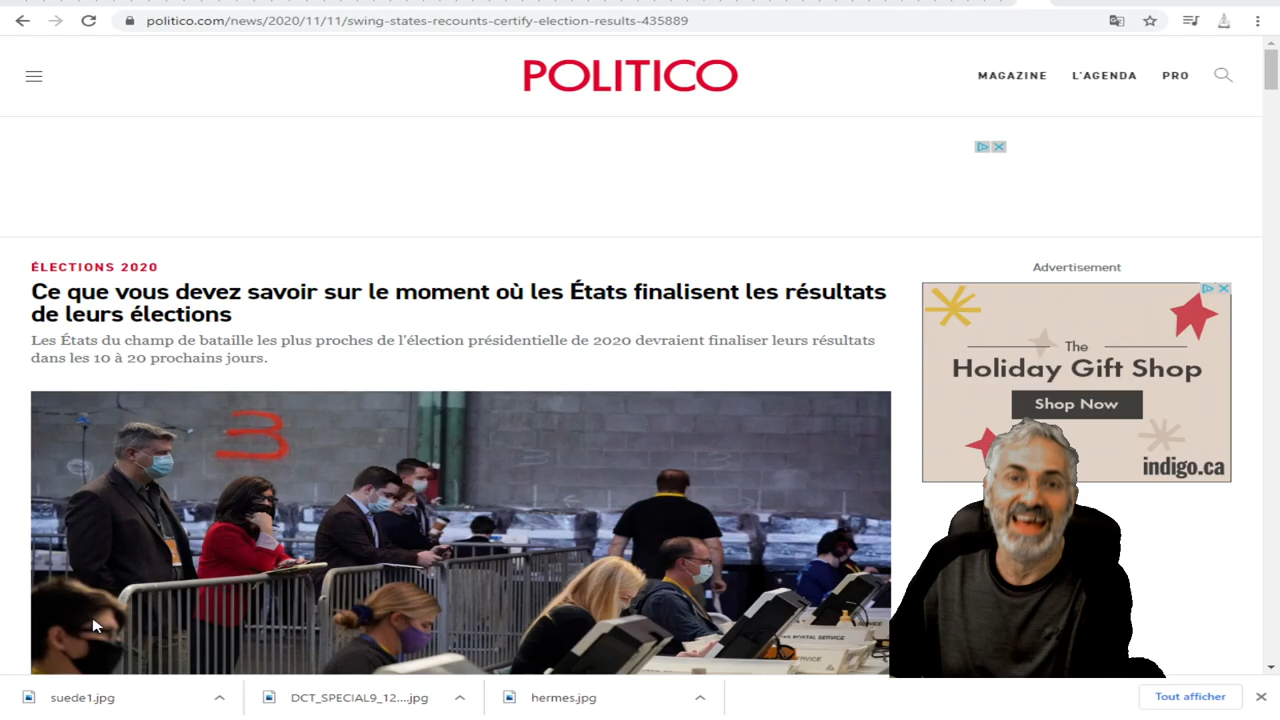 politico.com/news/2020/11/11/swing-states-recounts-certify-election-results-435889
POLITICO
MAGAZINE L'AGENDA PRO
ÉLECTIONS 2020
Ce que vous devez savoir sur le moment où les États finalisent les résultats
de leurs élections
Les États du champ de bataille les plus proches de l'élection présidentielle de 2020 devraient finaliser leurs résultats
dans les 10 à 20 prochains jours.
Advertisement
The
Holiday Gift Shop
Shop Now
indigo.ca
3
POSTAL SERVICE
suede1.jpg
DCT_SPECIAL9_12....jpg
hermes.jpg
Tout afficher